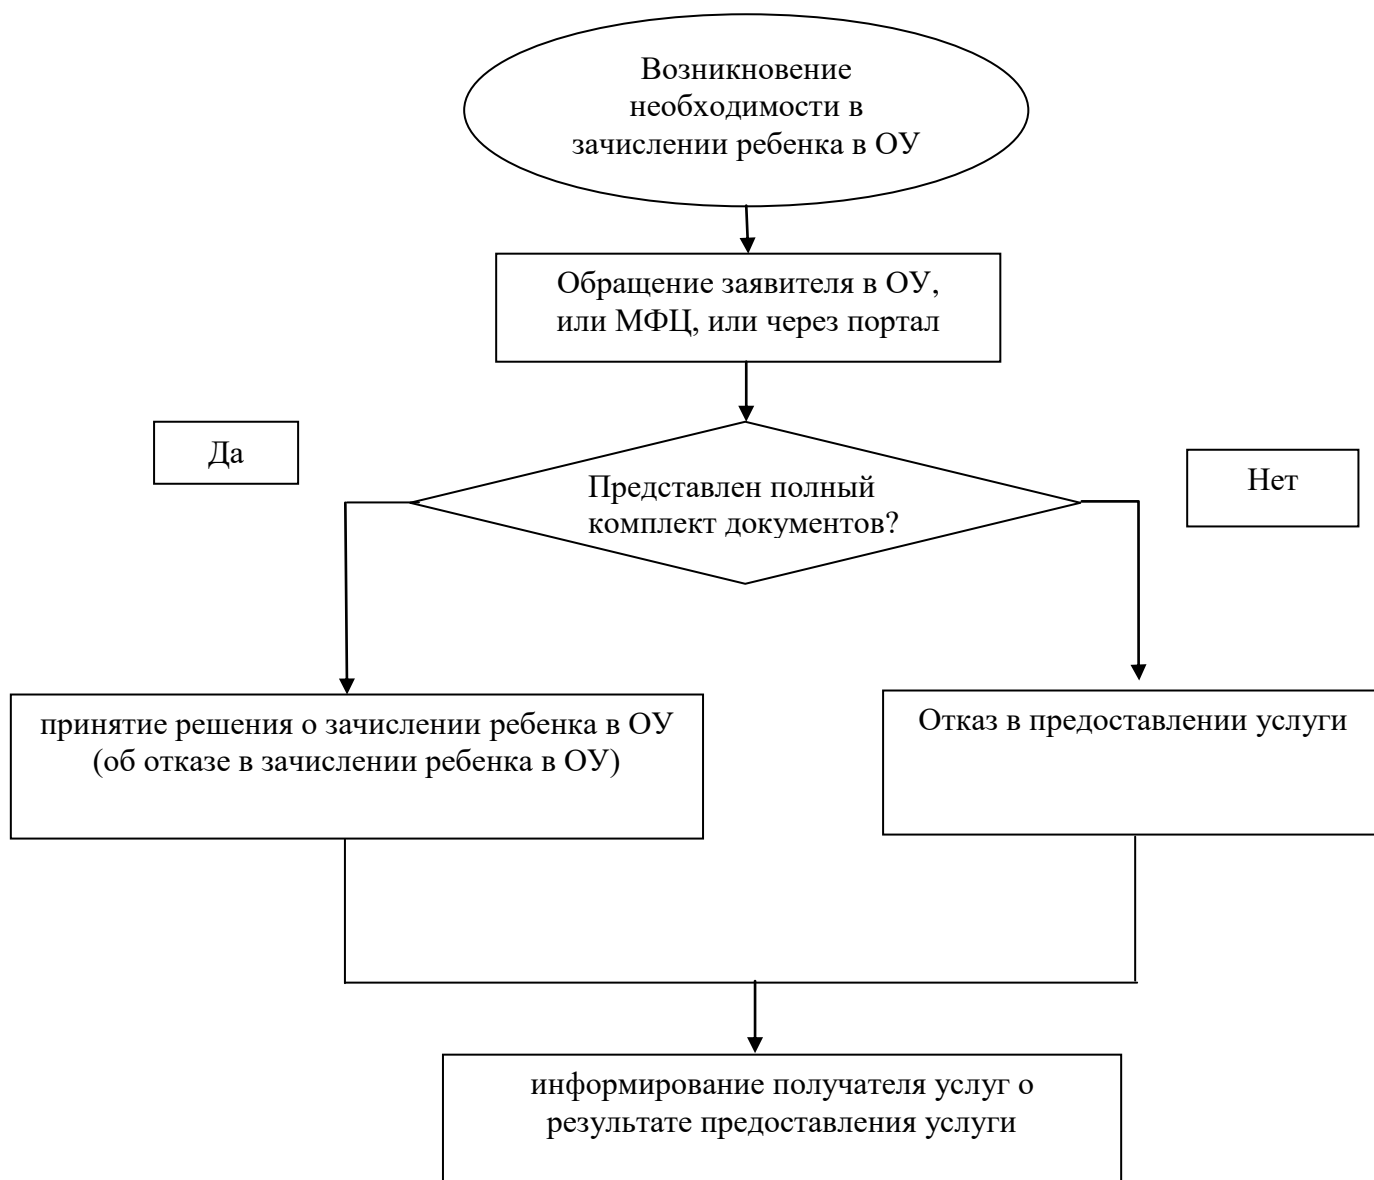 Возникновение
необходимости в
зачислении ребенка в ОУ
Обращение заявителя в ОУ,
или МФЦ, или через портал
Да
Нет
Представлен полный
комплект документов?
принятие решения о зачислении ребенка в ОУ
(об отказе в зачислении ребенка в ОУ)
Отказ в предоставлении услуги
информирование получателя услуг о
результате предоставления услуги